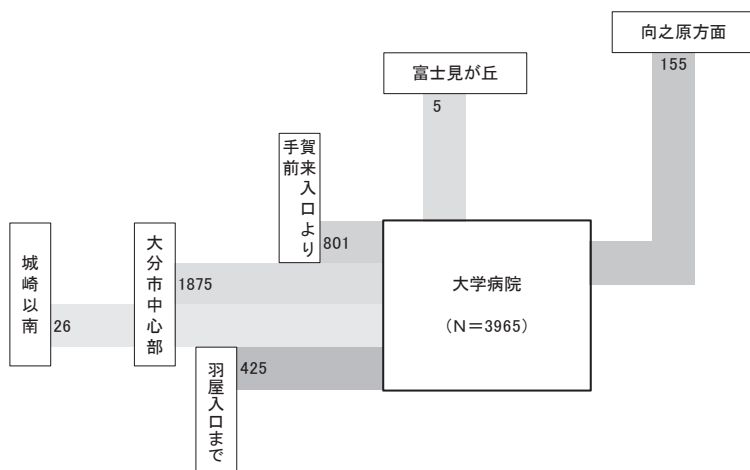 向之原方面
155
富士見が丘
5
賀来入口より
手前
801
大分市中心部
1875
城崎以南
26
大学病院
(N=3965)
羽屋入口まで
425